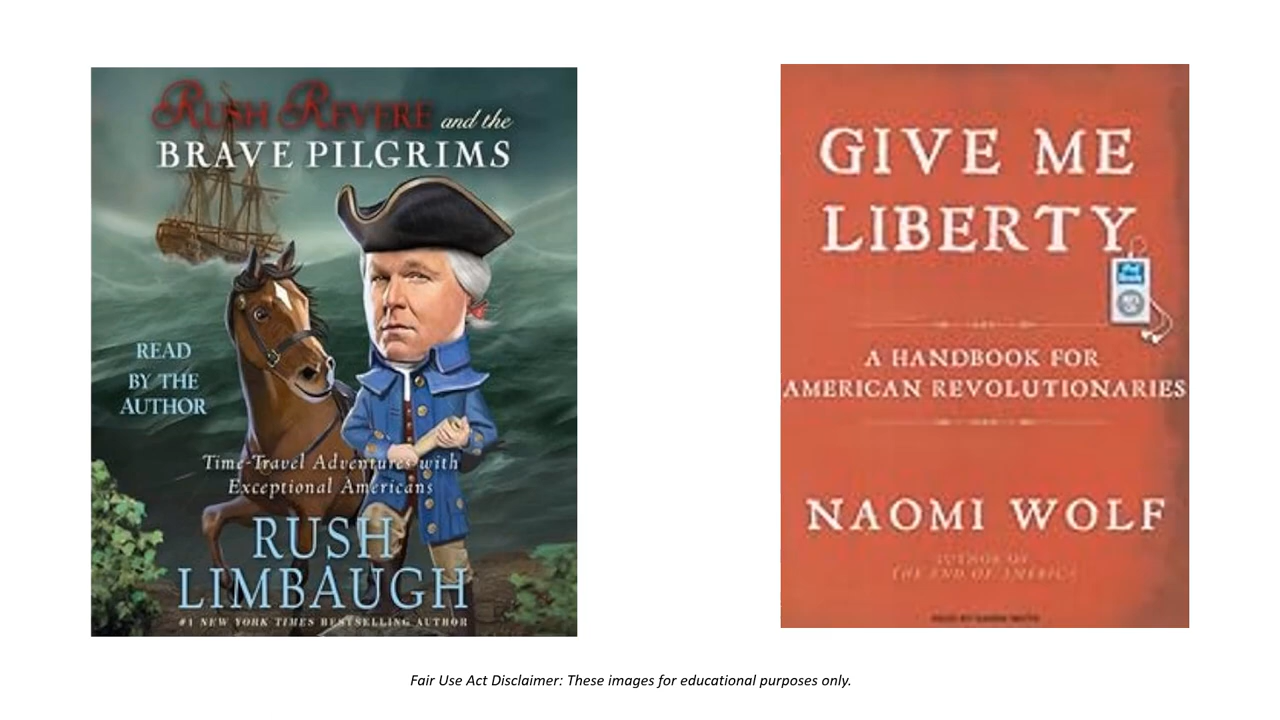 RUSH REVERE and the
BRAVE PILGRIMS
READ
BY THE
AUTHOR
Time-Travel Adventures with
Exceptional Americans
RUSH
LIMBAUGH
#1 NEW YORK TIMES BESTSELLING AUTHOR
GIVE ME
LIBERTY
A HANDBOOK FOR
AMERICAN REVOLUTIONARIES
NAOMI WOLF
AUTHOR OF
THE END OF AMERICA
Fair Use Act Disclaimer: These images for educational purposes only.